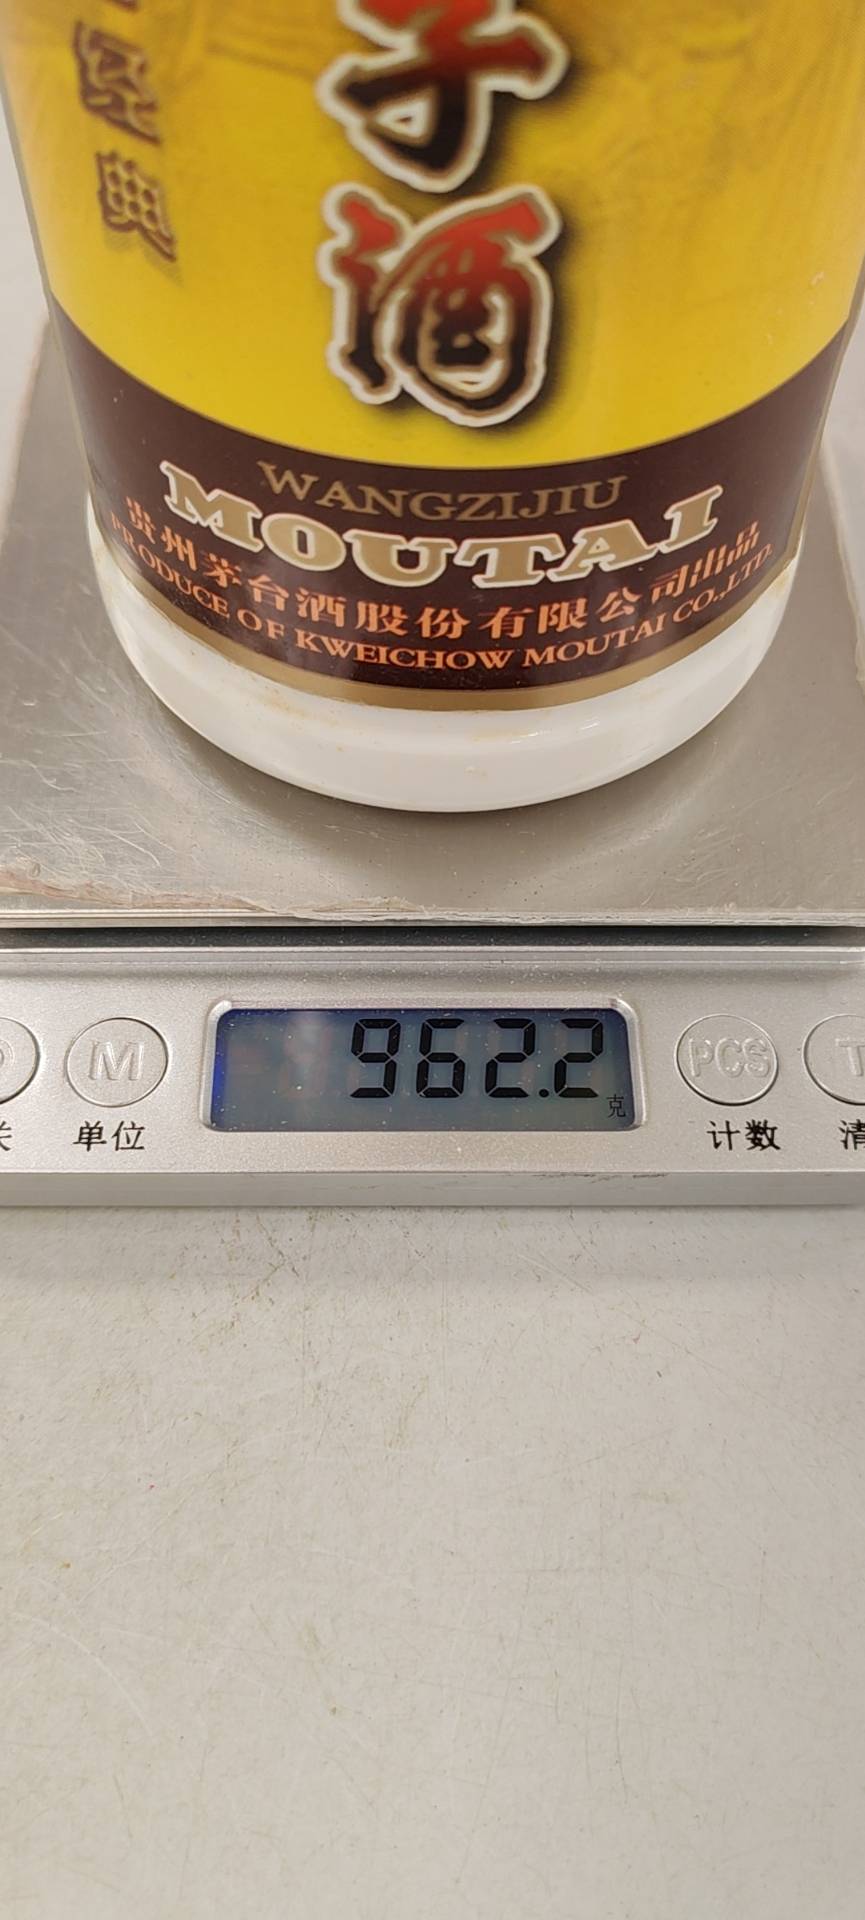 经典
子酒
WANGZIJIU
MOUTAI
贵州茅台酒股份有限公司出品
PRODUCE OF KWEICHOW MOUTAI CO.,LTD.
962.2
克
M
PCS
T
单位
计数
清